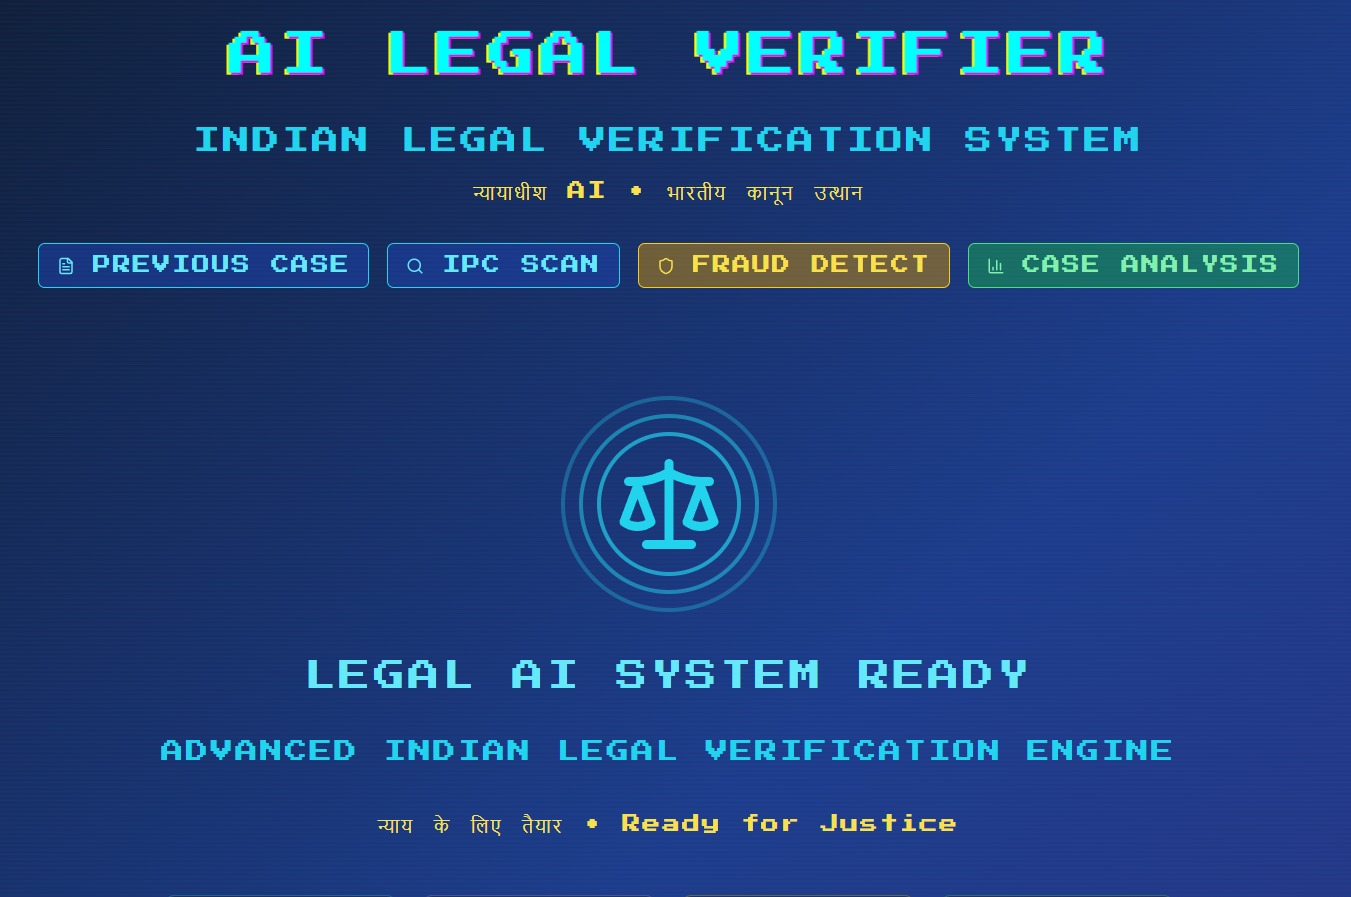 AI LEGAL VERIFIER
INDIAN LEGAL VERIFICATION SYSTEM
न्यायाधीश AI • भारतीय कानून उत्थान
PREVIOUS CASE IPC SCAN FRAUD DETECT CASE ANALYSIS
LEGAL AI SYSTEM READY
ADVANCED INDIAN LEGAL VERIFICATION ENGINE
न्याय के लिए तैयार • Ready for Justice